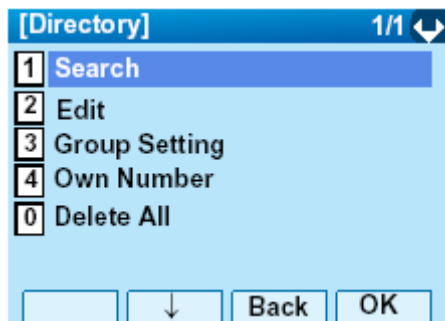 [Directory] 1/1
1 Search
2 Edit
3 Group Setting
4 Own Number
0 Delete All
↓ Back OK